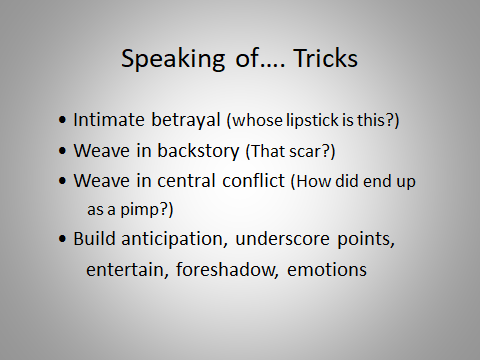 Speaking of.... Tricks
• Intimate betrayal (whose lipstick is this?)
• Weave in backstory (That scar?)
• Weave in central conflict (How did end up
as a pimp?)
• Build anticipation, underscore points,
entertain, foreshadow, emotions